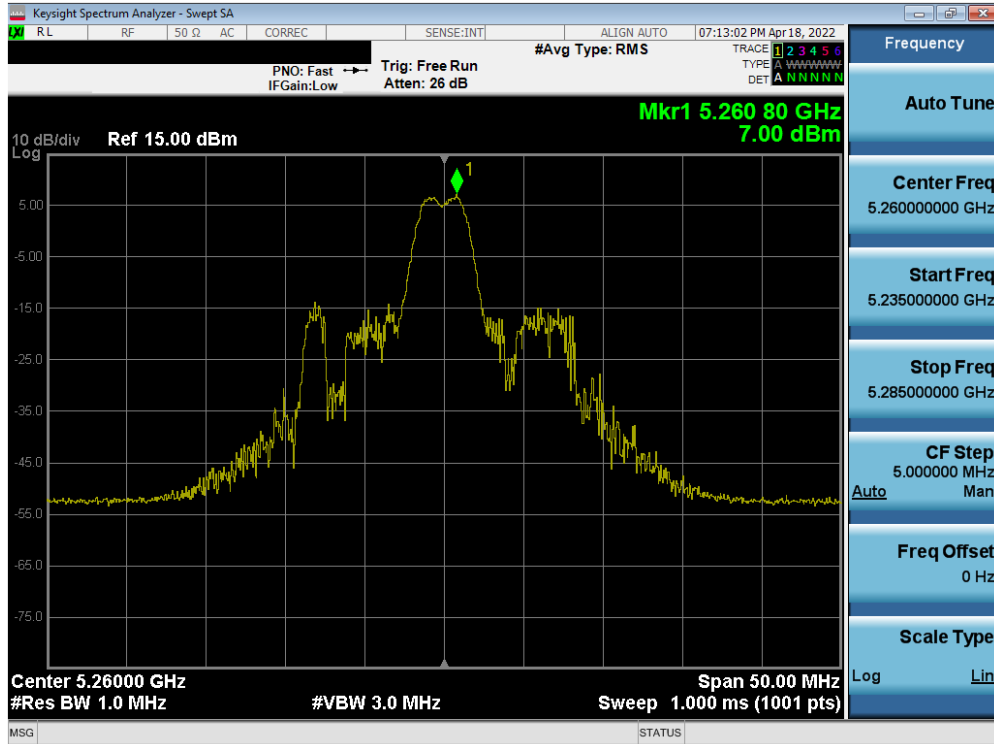 Keysight Spectrum Analyzer - Swept SA
LXI RL RF 50 Ω AC CORREC SENSE:INT ALIGN AUTO 07:13:02 PM Apr 18, 2022
#Avg Type: RMS TRACE 1 2 3 4 5 6
PNO: Fast Trig: Free Run TYPE A WWWWW
IFGain:Low Atten: 26 dB DET A N N N N N
Mkr1 5.260 80 GHz
7.00 dBm
10 dB/div Ref 15.00 dBm
Log
1
5.00
-5.00
-15.0
-25.0
-35.0
-45.0
-55.0
-65.0
-75.0
Center 5.26000 GHz Span 50.00 MHz
#Res BW 1.0 MHz #VBW 3.0 MHz Sweep 1.000 ms (1001 pts)
MSG STATUS
Frequency
Auto Tune
Center Freq
5.260000000 GHz
Start Freq
5.235000000 GHz
Stop Freq
5.285000000 GHz
CF Step
5.000000 MHz
Auto Man
Freq Offset
0 Hz
Scale Type
Log Lin